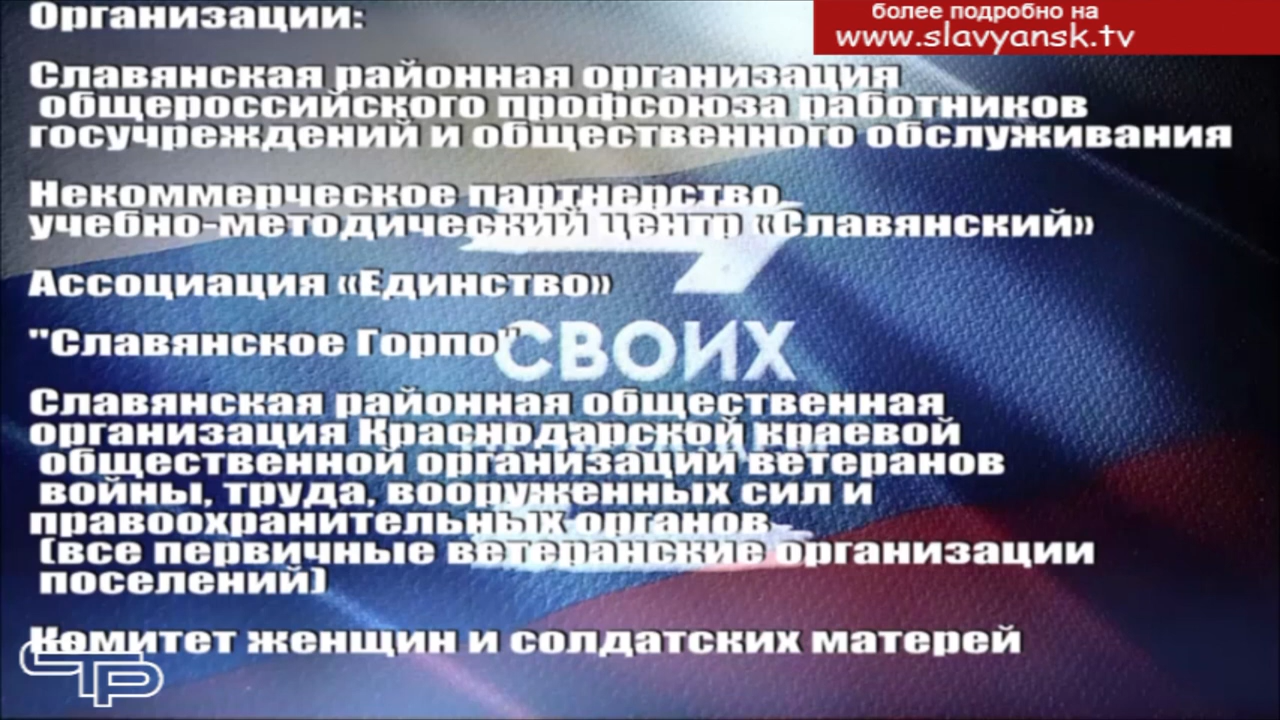 Организации:
более подробно на
www.slavyansk.tv
Славянская районная организация
общероссийского профсоюза работников
госучреждений и общественного обслуживания
Некоммерческое партнерство
учебно-методический центр «Славянский»
Ассоциация «Единство»
"Славянское Горпо"
СВОИХ
Славянская районная общественная
организация Краснодарской краевой
общественной организации ветеранов
войны, труда, вооруженных сил и
правоохранительных органов
(все первичные ветеранские организации
поселений)
Комитет женщин и солдатских матерей